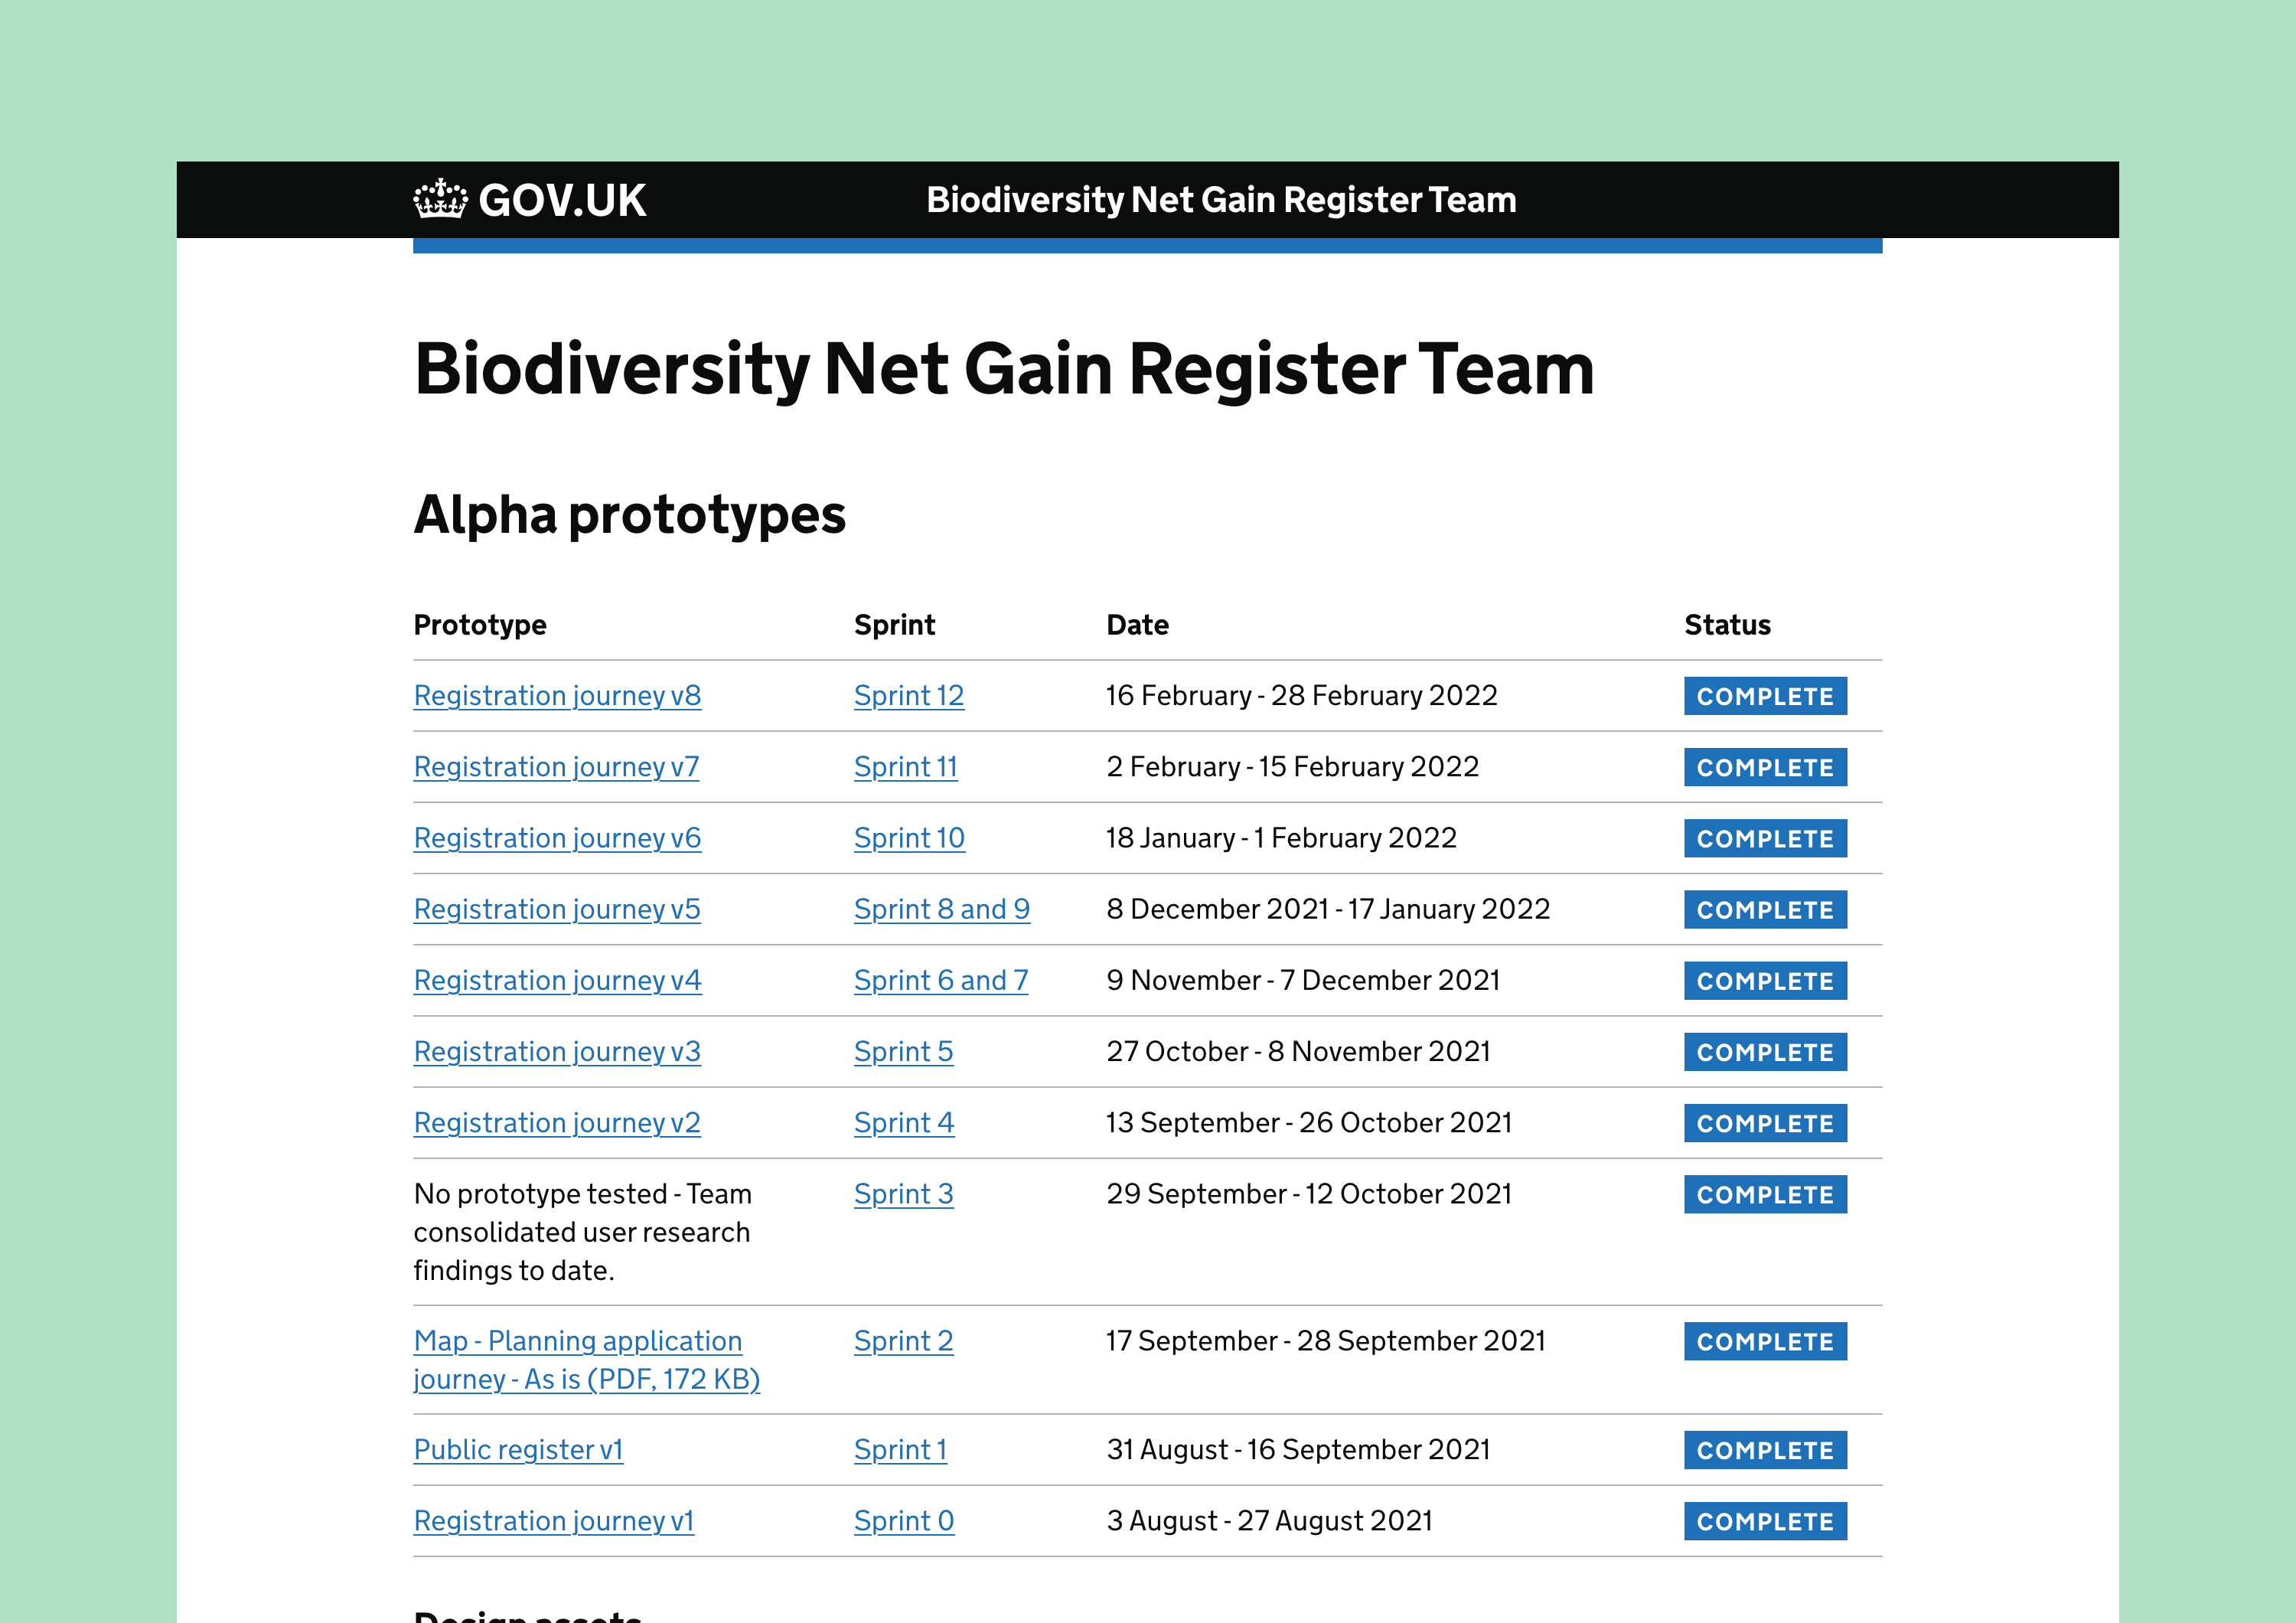 GOV.UK Biodiversity Net Gain Register Team
Biodiversity Net Gain Register Team
Alpha prototypes
Prototype Sprint Date Status
Registration journey v8 Sprint 12 16 February - 28 February 2022 COMPLETE
Registration journey v7 Sprint 11 2 February - 15 February 2022 COMPLETE
Registration journey v6 Sprint 10 18 January - 1 February 2022 COMPLETE
Registration journey v5 Sprint 8 and 9 8 December 2021 - 17 January 2022 COMPLETE
Registration journey v4 Sprint 6 and 7 9 November - 7 December 2021 COMPLETE
Registration journey v3 Sprint 5 27 October - 8 November 2021 COMPLETE
Registration journey v2 Sprint 4 13 September - 26 October 2021 COMPLETE
No prototype tested - Team Sprint 3 29 September - 12 October 2021 COMPLETE
consolidated user research
findings to date.
Map - Planning application Sprint 2 17 September - 28 September 2021 COMPLETE
journey - As is (PDF, 172 KB)
Public register v1 Sprint 1 31 August - 16 September 2021 COMPLETE
Registration journey v1 Sprint 0 3 August - 27 August 2021 COMPLETE
Design assets